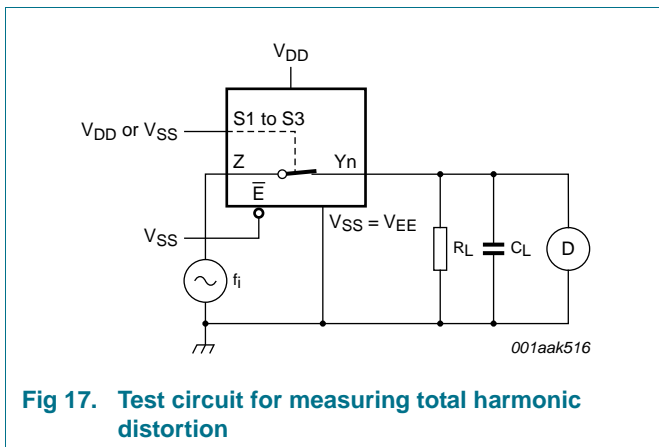 VDD
S1 to S3
VDD or VSS
Z
Yn
E̅
VSS = VEE
VSS
RL
CL
D
fi
001aak516
Fig 17. Test circuit for measuring total harmonic
distortion